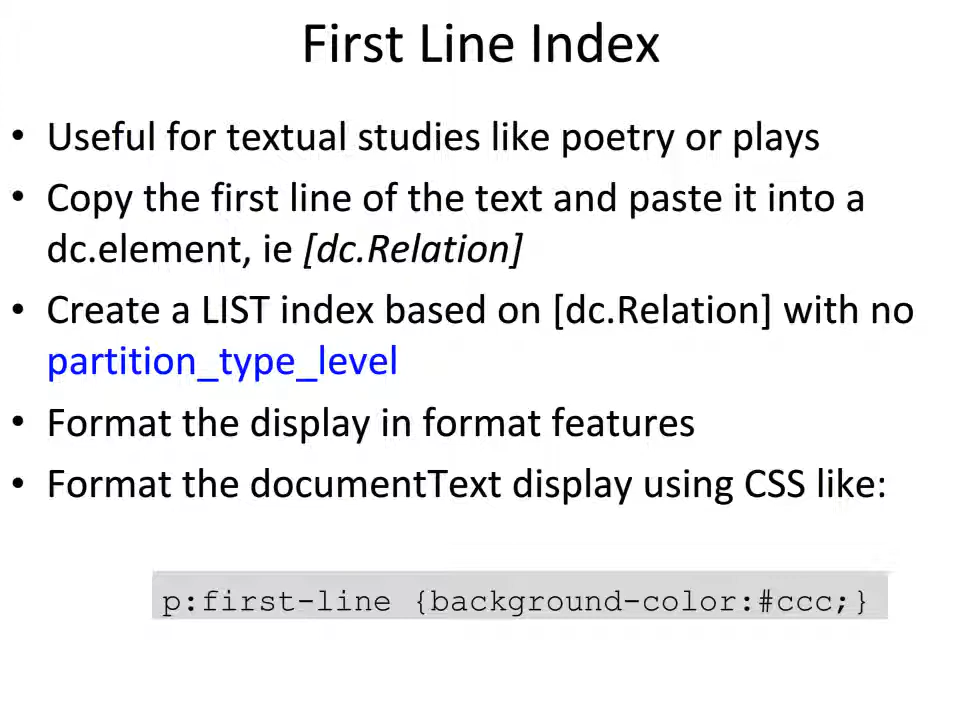 First Line Index
• Useful for textual studies like poetry or plays
• Copy the first line of the text and paste it into a
dc.element, ie [dc.Relation]
• Create a LIST index based on [dc.Relation] with no
partition_type_level
• Format the display in format features
• Format the documentText display using CSS like:
p:first-line {background-color:#ccc;}